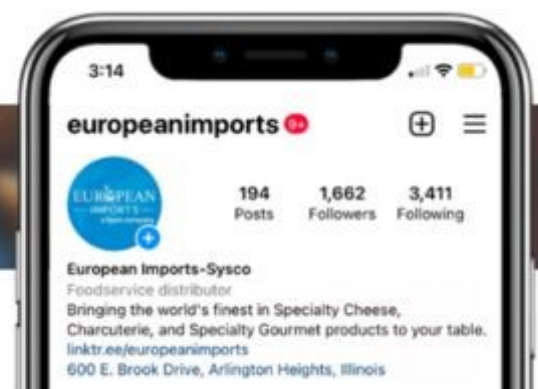 3:14
europeanimports 9+
EUROPEAN
IMPORTS
194 1,662 3,411
Posts Followers Following
European Imports-Sysco
Foodservice distributor
Bringing the world's finest in Specialty Cheese,
Charcuterie, and Specialty Gourmet products to your table.
linktr.ee/europeanimports
600 E. Brook Drive, Arlington Heights, Illinois